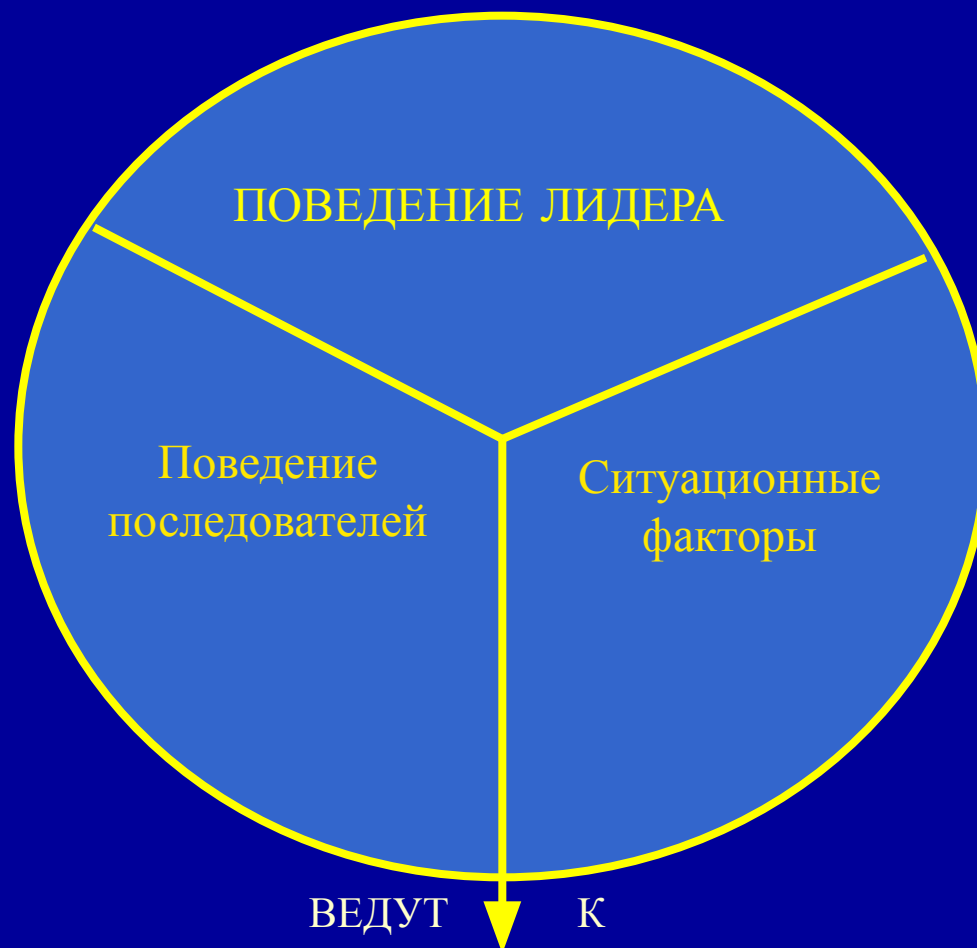 ПОВЕДЕНИЕ ЛИДЕРА
Поведение
последователей
Ситуационные
факторы
ВЕДУТ К